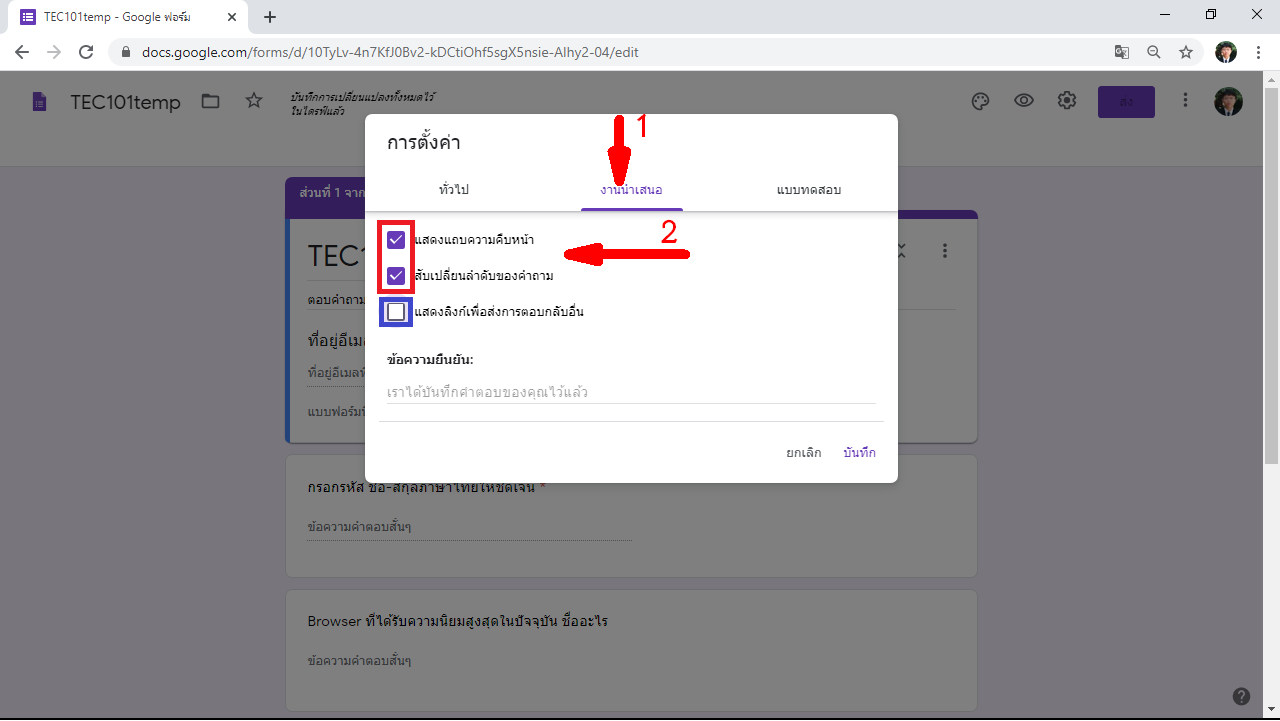 TEC101temp - Google ฟอร์ม
docs.google.com/forms/d/10TyLv-4n7KfJ0Bv2-kDCtiOhf5sgX5nsie-Alhy2-04/edit
TEC101temp
บันทึกการเปลี่ยนแปลงทั้งหมดไว้
ในไดรฟ์แล้ว
ส่ง
1
การตั้งค่า
ทั่วไป
งานนำเสนอ
แบบทดสอบ
ส่วนที่ 1 จาก
2
แสดงแถบความคืบหน้า
TEC1
สับเปลี่ยนลำดับของคำถาม
ตอบคำถาม
แสดงลิงก์เพื่อส่งการตอบกลับอื่น
ที่อยู่อีเมล
ข้อความยืนยัน:
ที่อยู่อีเมลที่
เราได้บันทึกคำตอบของคุณไว้แล้ว
แบบฟอร์มนี้
ยกเลิก
บันทึก
กรอกรหัส ชื่อ-สกุลภาษาไทยให้ชัดเจน *
ข้อความคำตอบสั้นๆ
Browser ที่ได้รับความนิยมสูงสุดในปัจจุบัน ชื่ออะไร
ข้อความคำตอบสั้นๆ